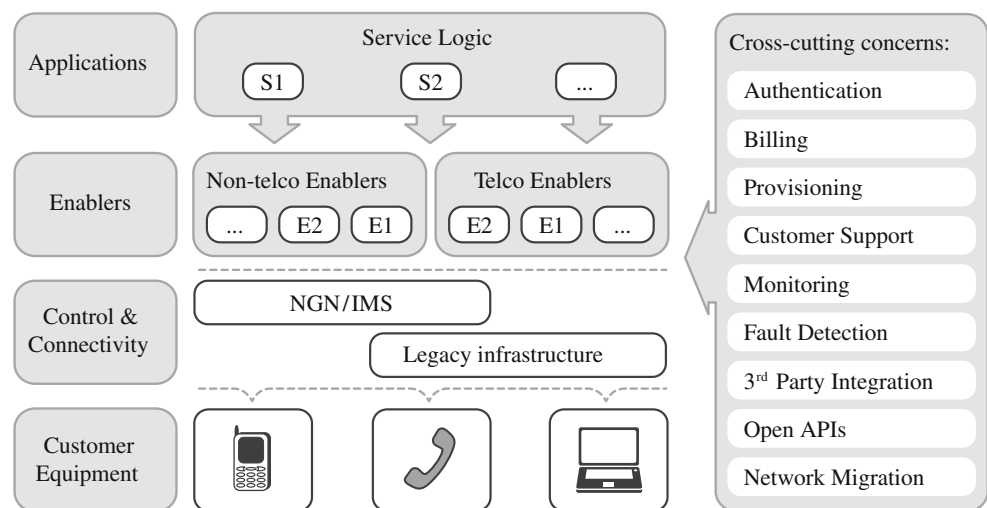 Applications
Service Logic
S1
S2
...
Enablers
Non-telco Enablers
...
E2
E1
Telco Enablers
E2
E1
...
Control &
Connectivity
NGN/IMS
Legacy infrastructure
Customer
Equipment
Cross-cutting concerns:
Authentication
Billing
Provisioning
Customer Support
Monitoring
Fault Detection
3rd Party Integration
Open APIs
Network Migration